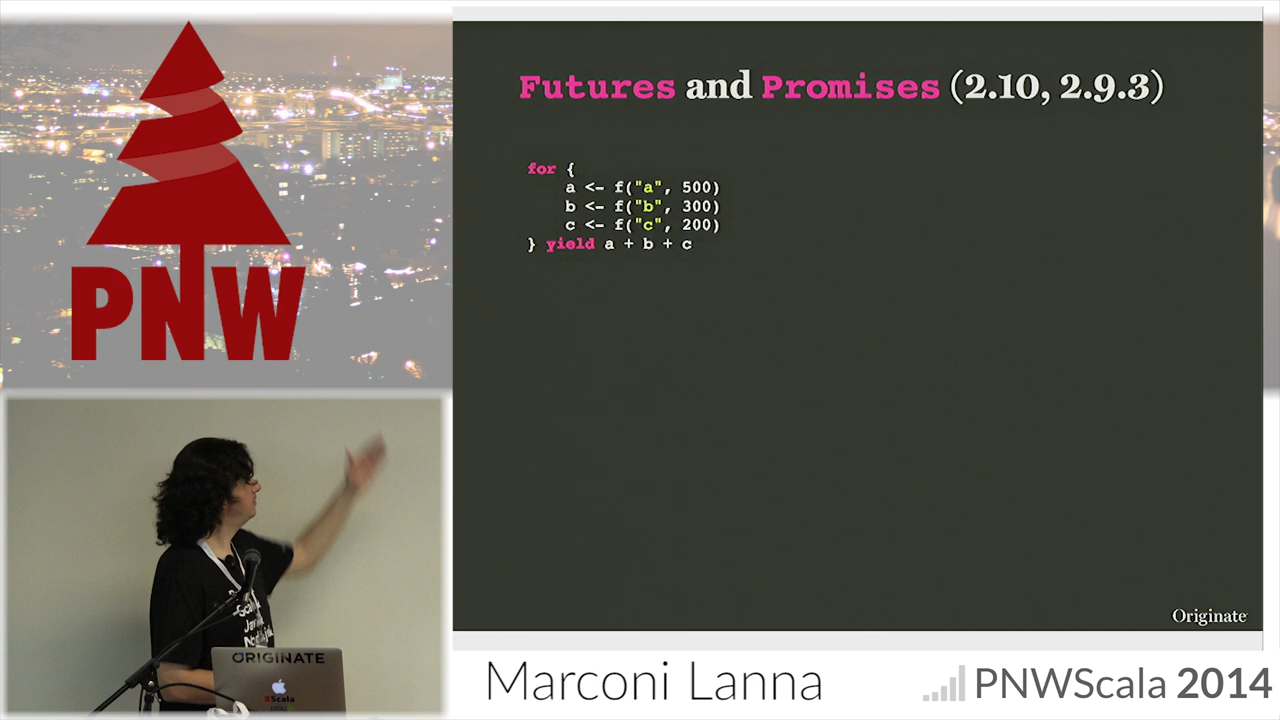 PNW
Futures and Promises (2.10, 2.9.3)
for {
    a <- f("a", 500)
    b <- f("b", 300)
    c <- f("c", 200)
} yield a + b + c
Originate
ORIGINATE
Scala
Marconi Lanna
PNWScala 2014